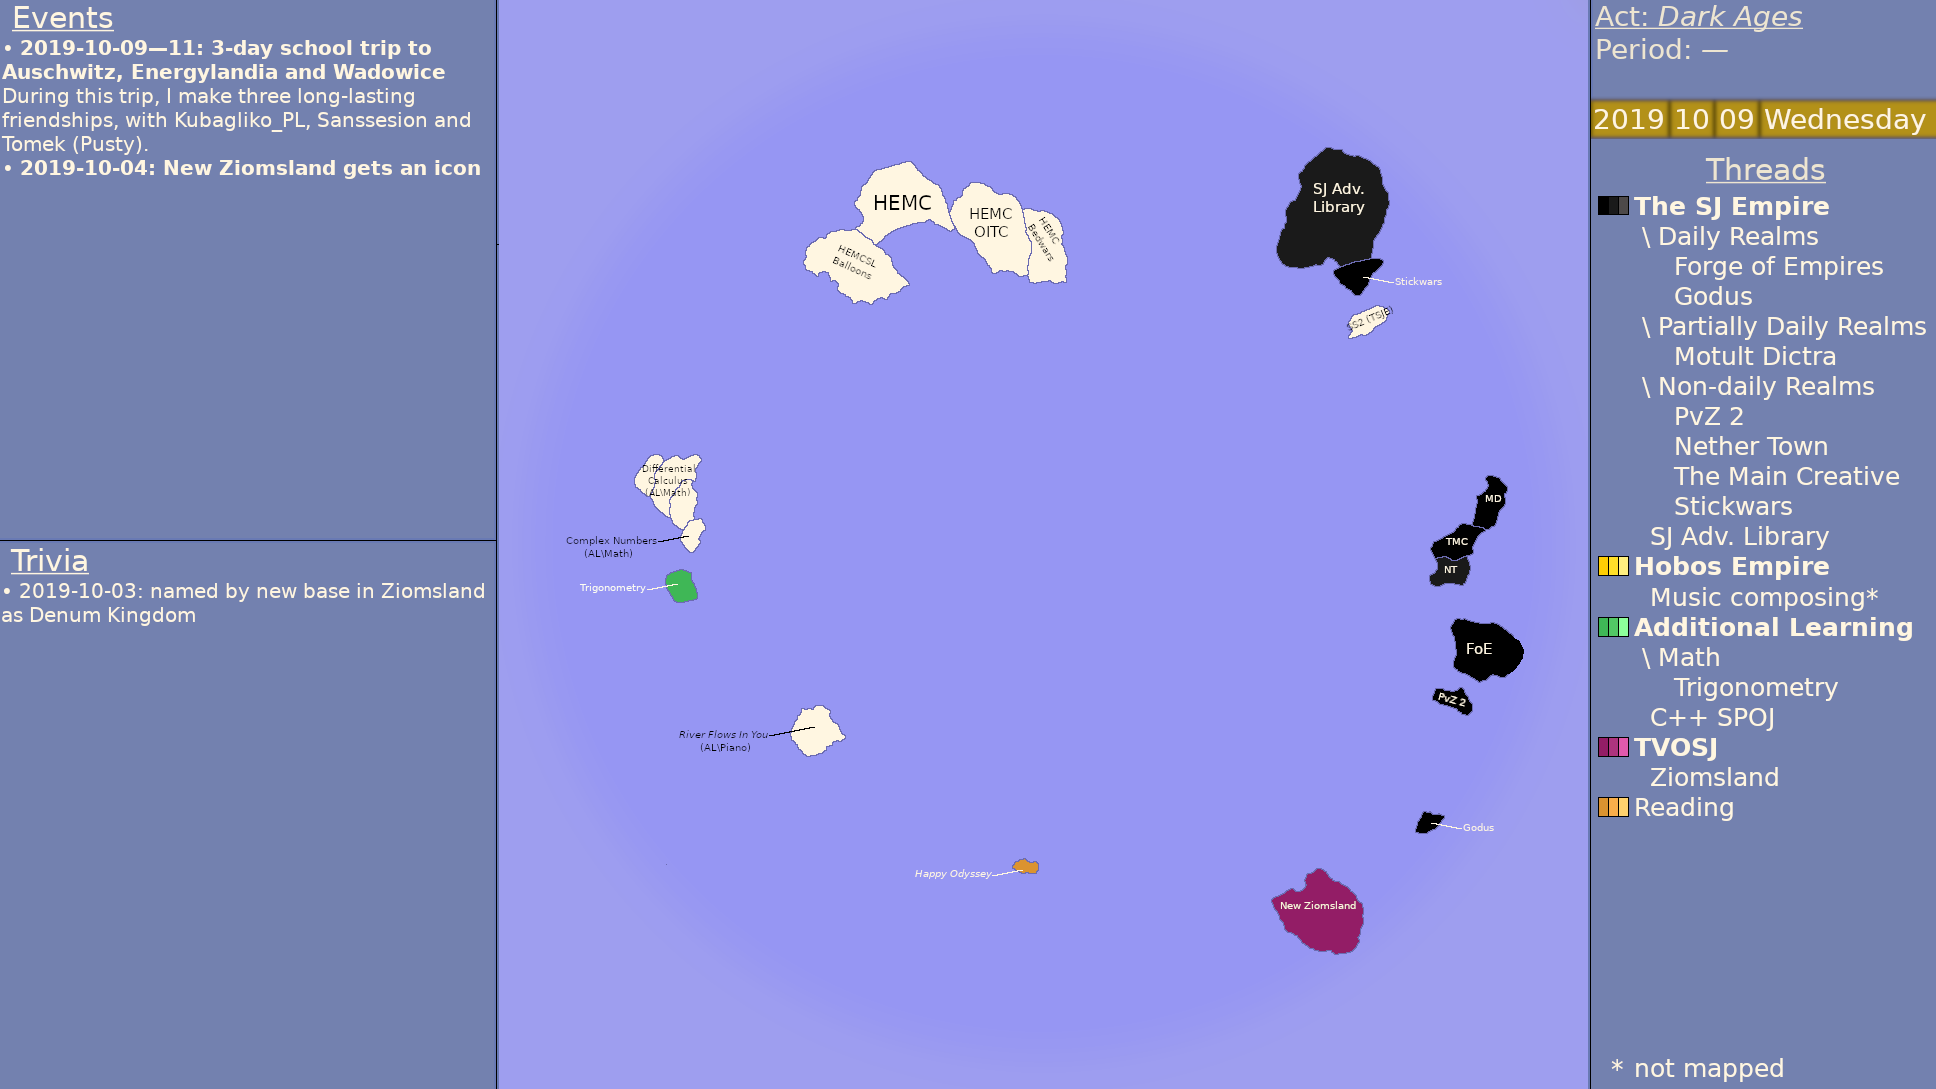 Events
• 2019-10-09—11: 3-day school trip to
Auschwitz, Energylandia and Wadowice
During this trip, I make three long-lasting
friendships, with Kubagliko_PL, Sanssesion and
Tomek (Pusty).
• 2019-10-04: New Ziomsland gets an icon
Trivia
• 2019-10-03: named by new base in Ziomsland
as Denum Kingdom
HEMC
HEMC
OITC
HEMC
Bedwars
HEMCSL
Balloons
SJ Adv.
Library
Stickwars
Differential
Calculus
(AL\Math)
Complex Numbers
(AL\Math)
Trigonometry
MD
TMC
NT
FoE
PvZ 2
River Flows In You
(AL\Piano)
Godus
Happy Odyssey
New Ziomsland
Act: Dark Ages
Period: —
2019 10 09 Wednesday
Threads
The SJ Empire
\ Daily Realms
Forge of Empires
Godus
\ Partially Daily Realms
Motult Dictra
\ Non-daily Realms
PvZ 2
Nether Town
The Main Creative
Stickwars
SJ Adv. Library
Hobos Empire
Music composing*
Additional Learning
\ Math
Trigonometry
C++ SPOJ
TVOSJ
Ziomsland
Reading
* not mapped